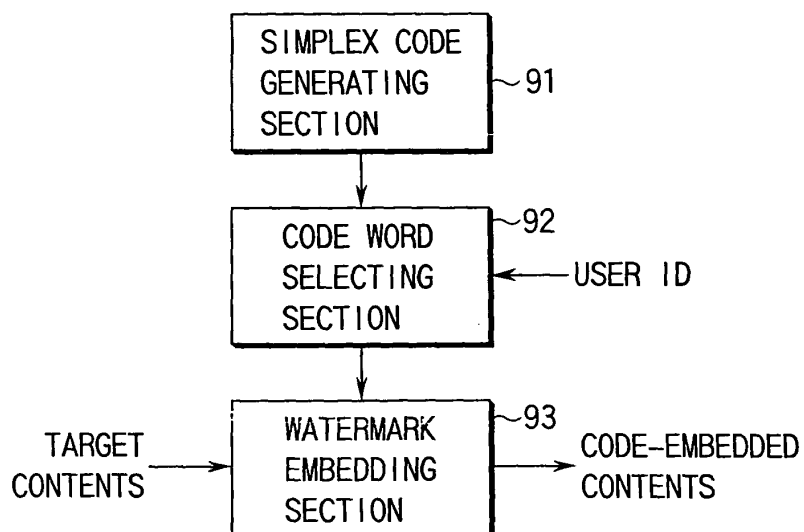 SIMPLEX CODE
GENERATING
SECTION
91
CODE WORD
SELECTING
SECTION
92
USER ID
WATERMARK
EMBEDDING
SECTION
93
TARGET
CONTENTS
CODE-EMBEDDED
CONTENTS